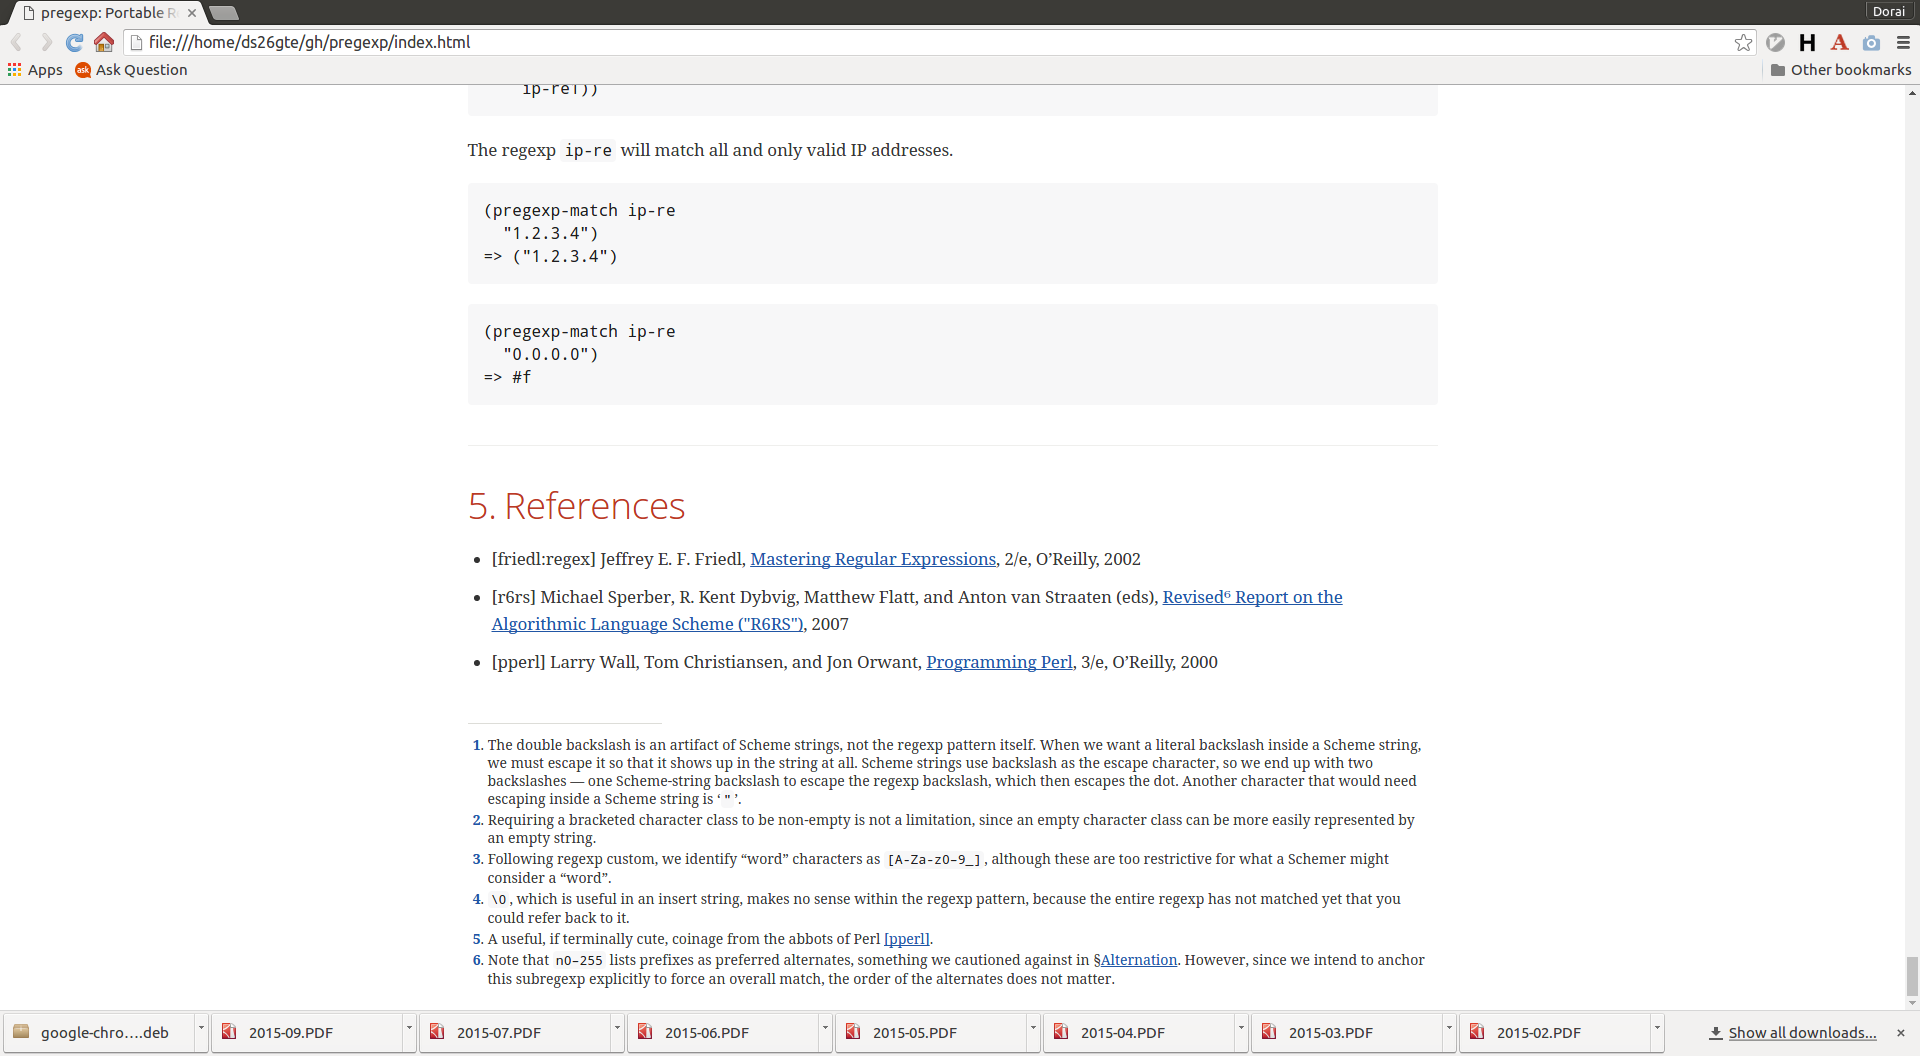 pregexp: Portable R
Dorai
file:///home/ds26gte/gh/pregexp/index.html
Apps
Ask Question
Other bookmarks
The regexp ip-re will match all and only valid IP addresses.
(pregexp-match ip-re
"1.2.3.4")
=> ("1.2.3.4")
(pregexp-match ip-re
"0.0.0.0")
=> #f
5. References
• [friedl:regex] Jeffrey E. F. Friedl, Mastering Regular Expressions, 2/e, O’Reilly, 2002
• [r6rs] Michael Sperber, R. Kent Dybvig, Matthew Flatt, and Anton van Straaten (eds), Revised⁶ Report on the
Algorithmic Language Scheme ("R6RS"), 2007
• [pperl] Larry Wall, Tom Christiansen, and Jon Orwant, Programming Perl, 3/e, O’Reilly, 2000
1. The double backslash is an artifact of Scheme strings, not the regexp pattern itself. When we want a literal backslash inside a Scheme string,
we must escape it so that it shows up in the string at all. Scheme strings use backslash as the escape character, so we end up with two
backslashes — one Scheme-string backslash to escape the regexp backslash, which then escapes the dot. Another character that would need
escaping inside a Scheme string is ‘ " ’.
2. Requiring a bracketed character class to be non-empty is not a limitation, since an empty character class can be more easily represented by
an empty string.
3. Following regexp custom, we identify “word” characters as [A-Za-z0-9_], although these are too restrictive for what a Schemer might
consider a “word”.
4. \0, which is useful in an insert string, makes no sense within the regexp pattern, because the entire regexp has not matched yet that you
could refer back to it.
5. A useful, if terminally cute, coinage from the abbots of Perl [pperl].
6. Note that n0-255 lists prefixes as preferred alternates, something we cautioned against in §Alternation. However, since we intend to anchor
this subregexp explicitly to force an overall match, the order of the alternates does not matter.
google-chro....deb
2015-09.PDF
2015-07.PDF
2015-06.PDF
2015-05.PDF
2015-04.PDF
2015-03.PDF
2015-02.PDF
Show all downloads...